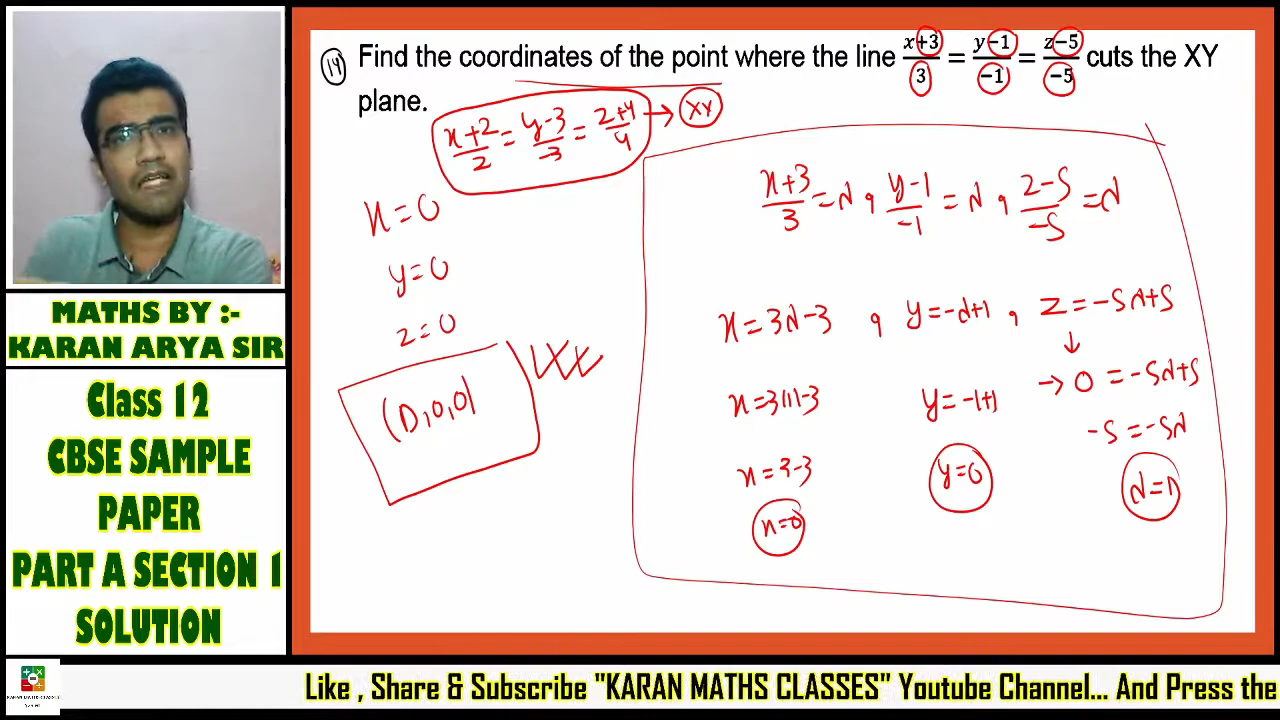 14 Find the coordinates of the point where the line x+3/3 = y−1/−1 = z−5/−5 cuts the XY
plane.
x+2/2 = y-3/-3 = z+4/4 → XY
x=0
y=0
z=0
(0,0,0)
x+3/3 = λ, y-1/-1 = λ, z-5/-5 = λ
x=3λ-3, y=-λ+1, z=-5λ+5
↓
x=3(1)-3 y=-1+1 → 0=-5λ+5
-5=-5λ
x=3-3 y=0 λ=1
x=0
MATHS BY :-
KARAN ARYA SIR
Class 12
CBSE SAMPLE
PAPER
PART A SECTION 1
SOLUTION
KARAN MATHS CLASSES
Like , Share & Subscribe "KARAN MATHS CLASSES" Youtube Channel... And Press the